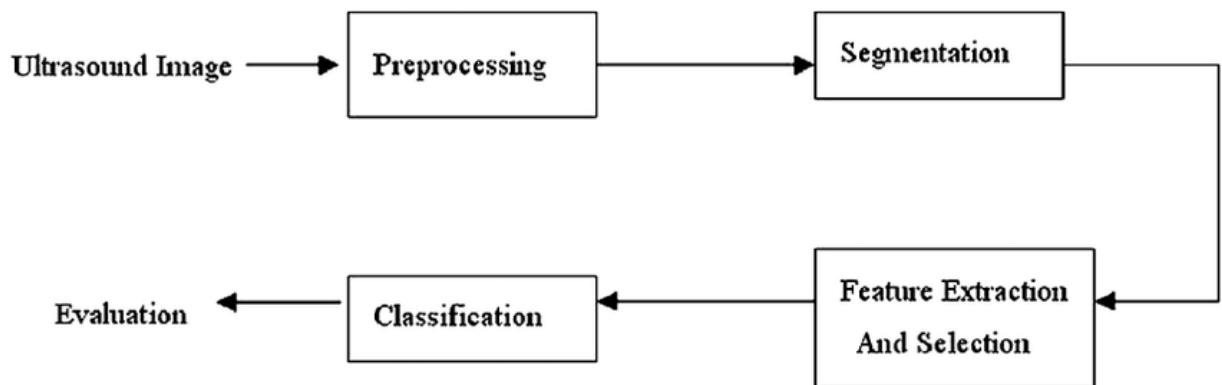 Ultrasound Image
Preprocessing
Segmentation
Feature Extraction
And Selection
Classification
Evaluation